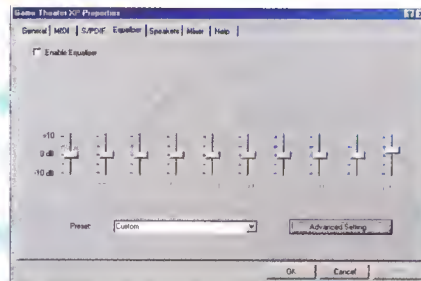 Game Theater XP Properties
General | MIDI | S/PDIF | Equalizer | Speakers | Mixer | Help |
Enable Equalizer
+10
0 dB
-10 dB
Preset Custom Advanced Setting
OK Cancel